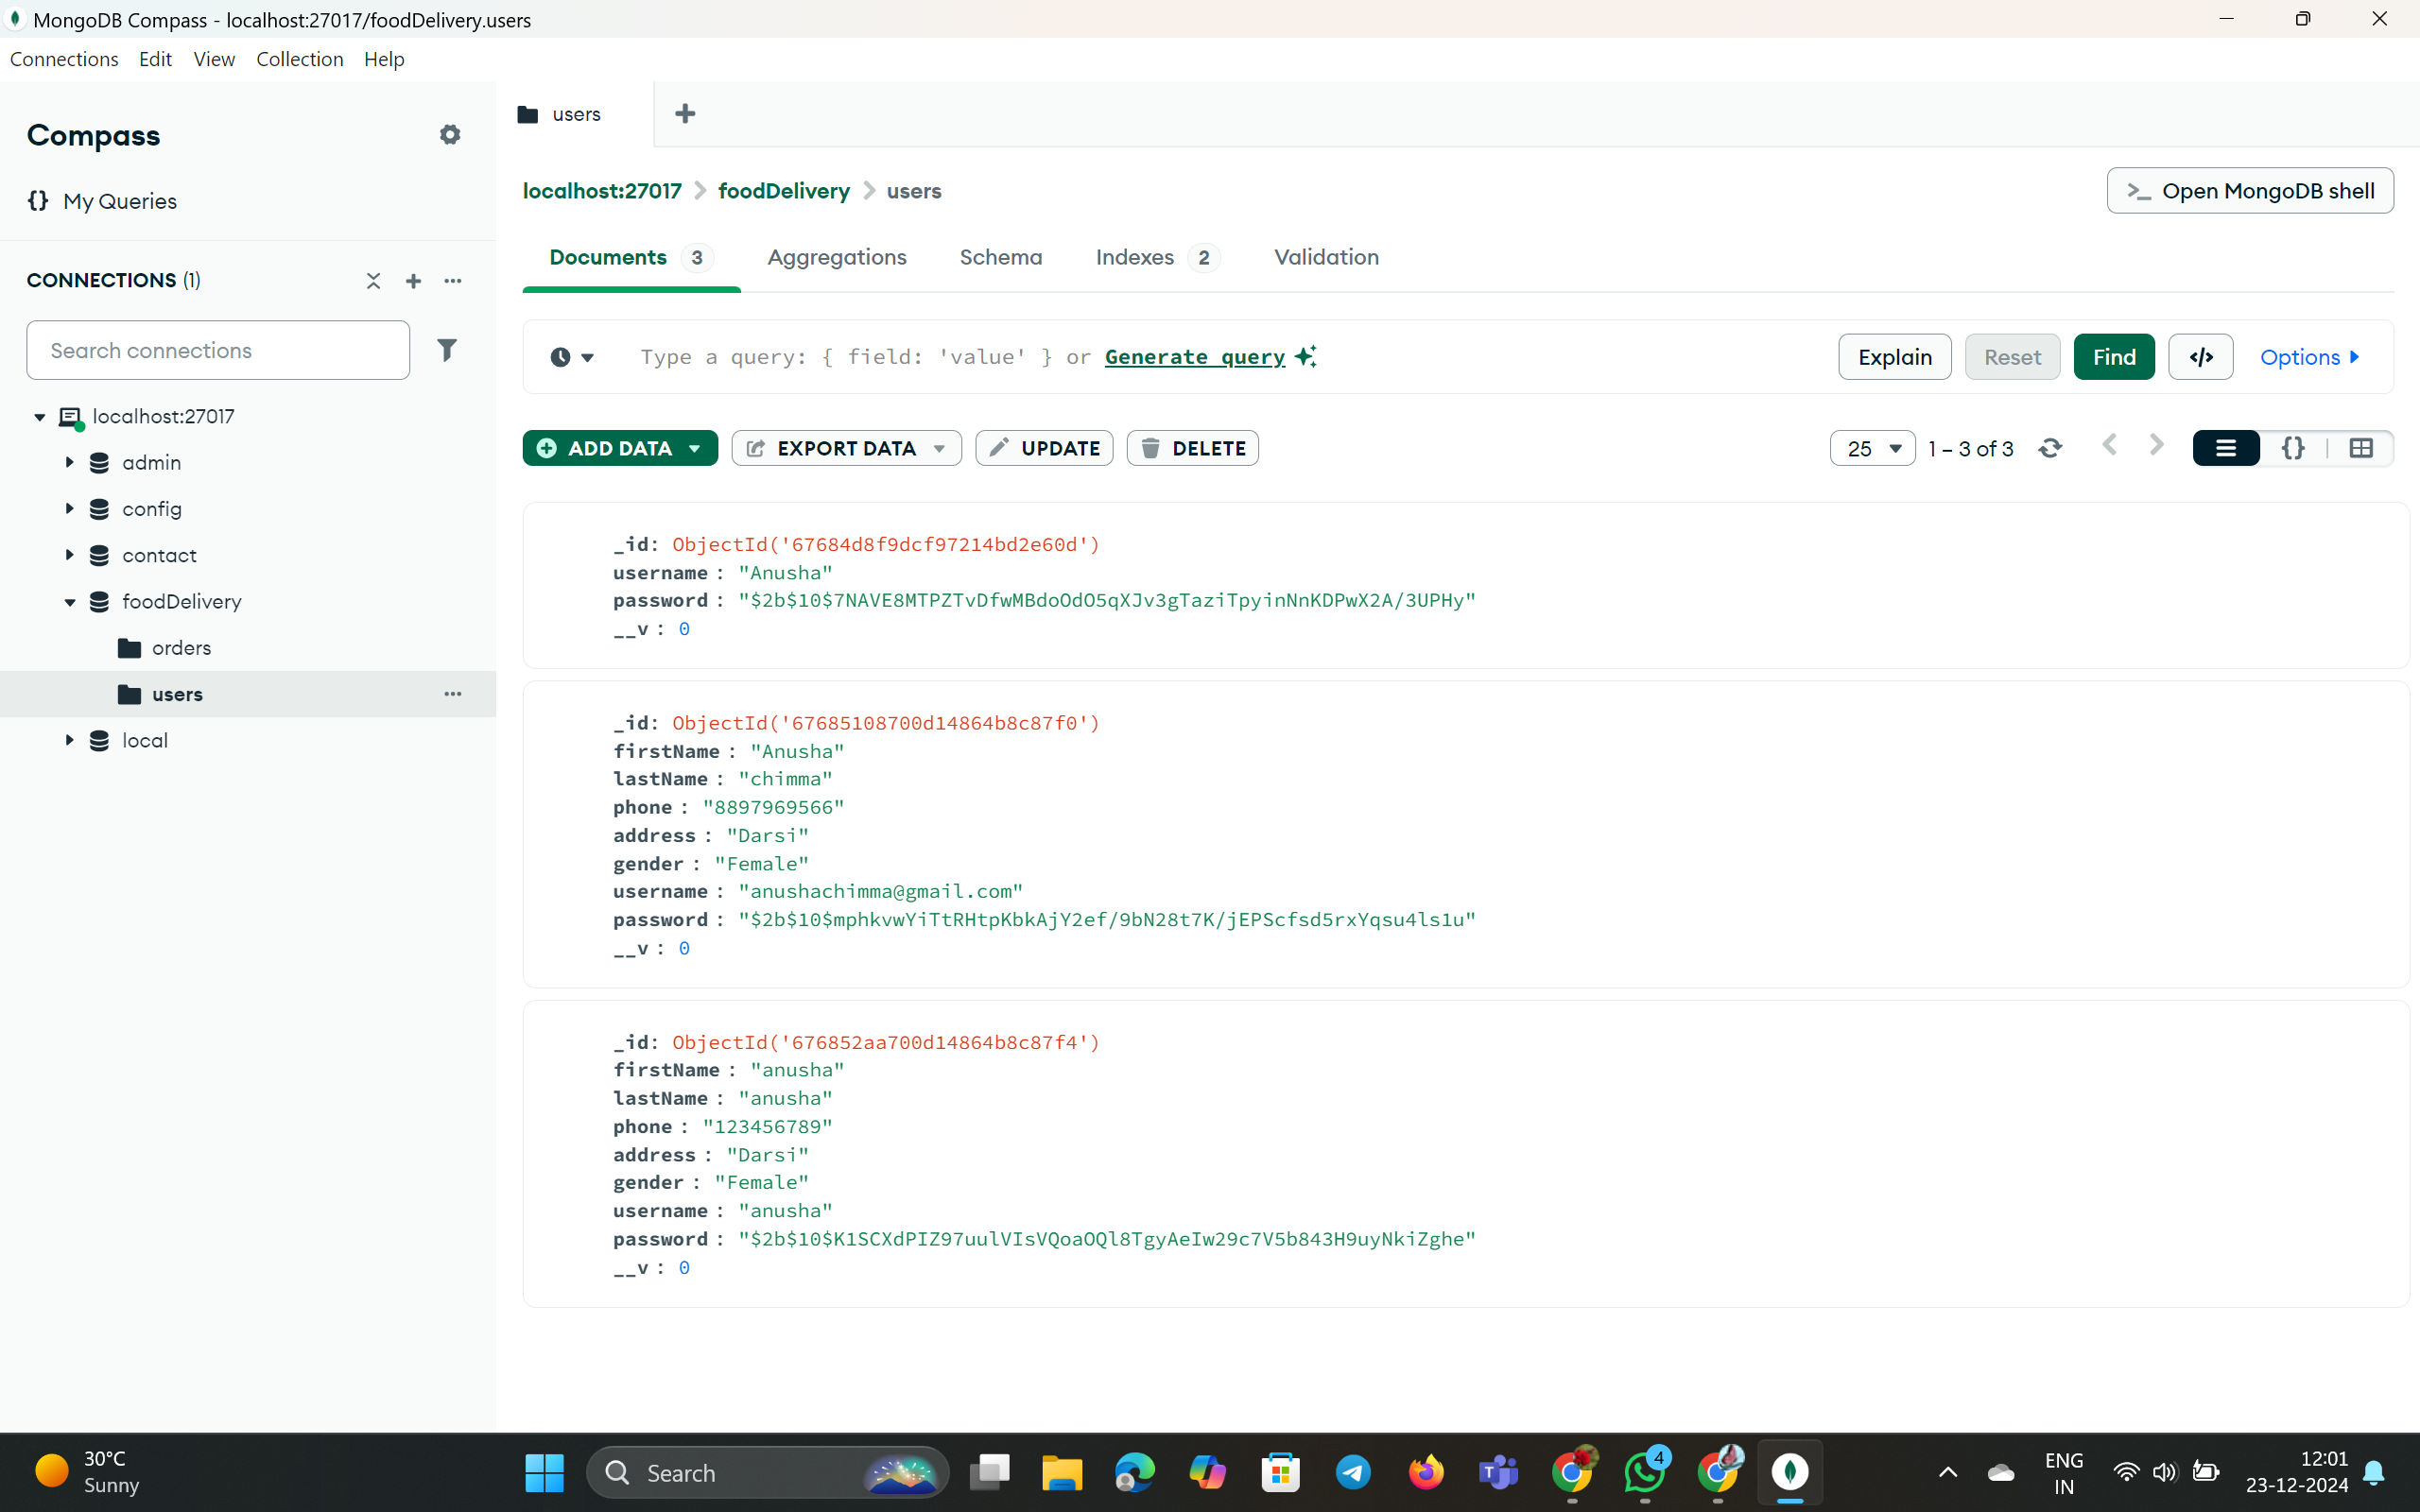 MongoDB Compass - localhost:27017/foodDelivery.users
Connections Edit View Collection Help
Compass
{} My Queries
CONNECTIONS (1)
Search connections
localhost:27017
admin
config
contact
foodDelivery
orders
users
local
users
localhost:27017 > foodDelivery > users
>_ Open MongoDB shell
Documents 3 Aggregations Schema Indexes 2 Validation
Type a query: { field: 'value' } or Generate query
Explain Reset Find </> Options
ADD DATA EXPORT DATA UPDATE DELETE
25 1 – 3 of 3 {}
_id: ObjectId('67684d8f9dcf97214bd2e60d')
username : "Anusha"
password : "$2b$10$7NAVE8MTPZTvDfwMBdoOdO5qXJv3gTaziTpyinNnKDPwX2A/3UPHy"
__v : 0
_id: ObjectId('67685108700d14864b8c87f0')
firstName : "Anusha"
lastName : "chimma"
phone : "8897969566"
address : "Darsi"
gender : "Female"
username : "anushachimma@gmail.com"
password : "$2b$10$mphkvwYiTtRHtpKbkAjY2ef/9bN28t7K/jEPScfsd5rxYqsu4ls1u"
__v : 0
_id: ObjectId('676852aa700d14864b8c87f4')
firstName : "anusha"
lastName : "anusha"
phone : "123456789"
address : "Darsi"
gender : "Female"
username : "anusha"
password : "$2b$10$K1SCXdPIZ97uulVIsVQoaOQl8TgyAeIw29c7V5b843H9uyNkiZghe"
__v : 0
30°C
Sunny
Search
4
ENG
IN
12:01
23-12-2024